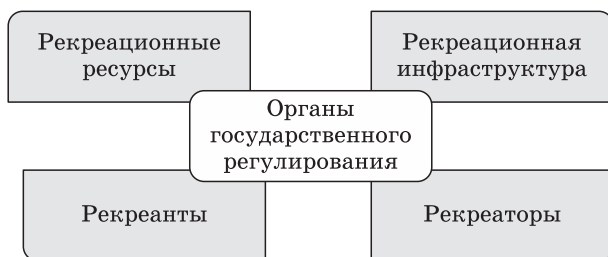 Рекреационные
ресурсы
Рекреационная
инфраструктура
Органы
государственного
регулирования
Рекреанты
Рекреаторы